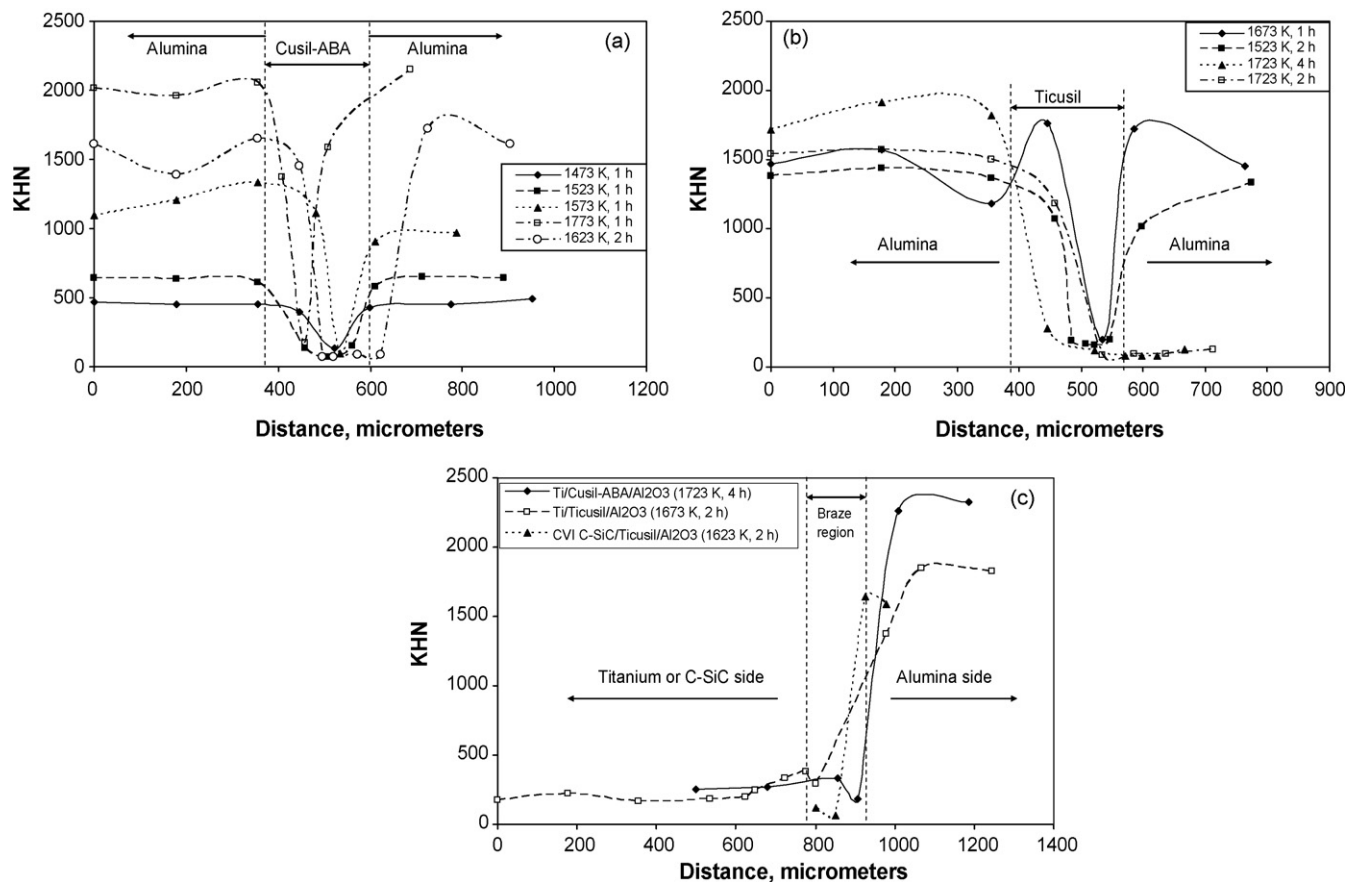 (a)
2500
2000
1500
1000
500
0
KHN
Alumina
Cusil-ABA
Alumina
1473 K, 1 h
1523 K, 1 h
1573 K, 1 h
1773 K, 1 h
1623 K, 2 h
0 200 400 600 800 1000 1200
Distance, micrometers
(b)
2500
2000
1500
1000
500
0
KHN
1673 K, 1 h
1523 K, 2 h
1723 K, 4 h
1723 K, 2 h
Ticusil
Alumina
Alumina
0 100 200 300 400 500 600 700 800 900
Distance, micrometers
(c)
2500
2000
1500
1000
500
0
KHN
Ti/Cusil-ABA/Al2O3 (1723 K, 4 h)
Ti/Ticusil/Al2O3 (1673 K, 2 h)
CVI C-SiC/Ticusil/Al2O3 (1623 K, 2 h)
Braze
region
Titanium or C-SiC side
Alumina side
0 200 400 600 800 1000 1200 1400
Distance, micrometers